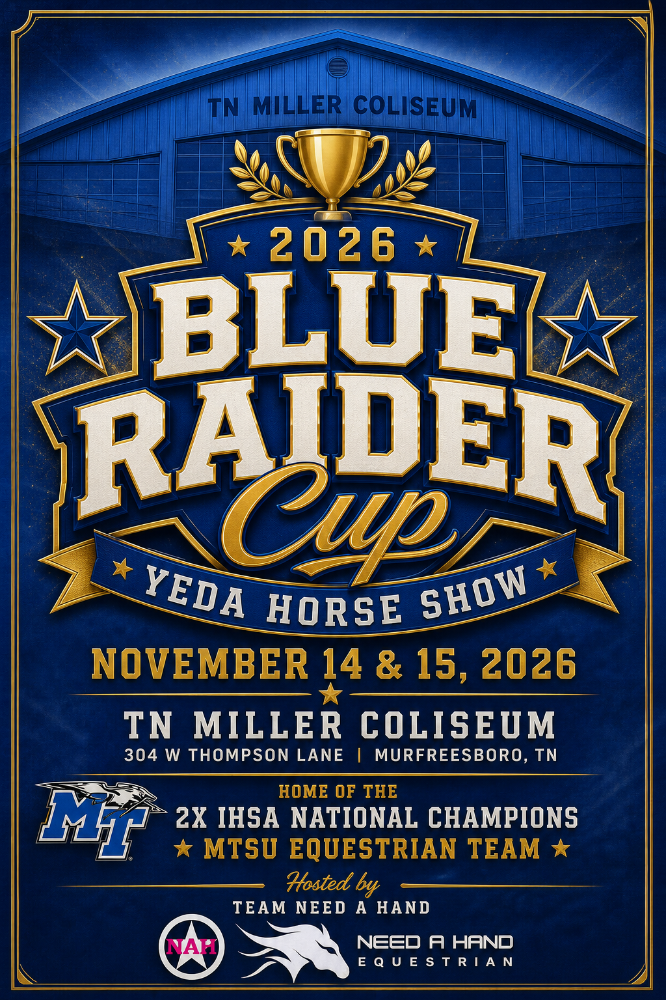 TN MILLER COLISEUM
2026
BLUE
RAIDER
Cup
YEDA HORSE SHOW
NOVEMBER 14 & 15, 2026
TN MILLER COLISEUM
304 W THOMPSON LANE | MURFREESBORO, TN
MT
HOME OF THE
2X IHSA NATIONAL CHAMPIONS
MTSU EQUESTRIAN TEAM
Hosted by
TEAM NEED A HAND
NAH
NEED A HAND
EQUESTRIAN